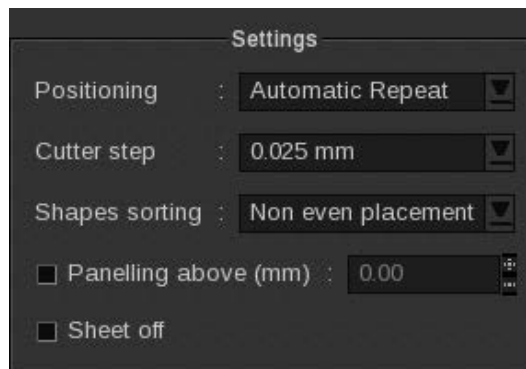 Settings
Positioning : Automatic Repeat
Cutter step : 0.025 mm
Shapes sorting : Non even placement
Panelling above (mm) : 0.00
Sheet off